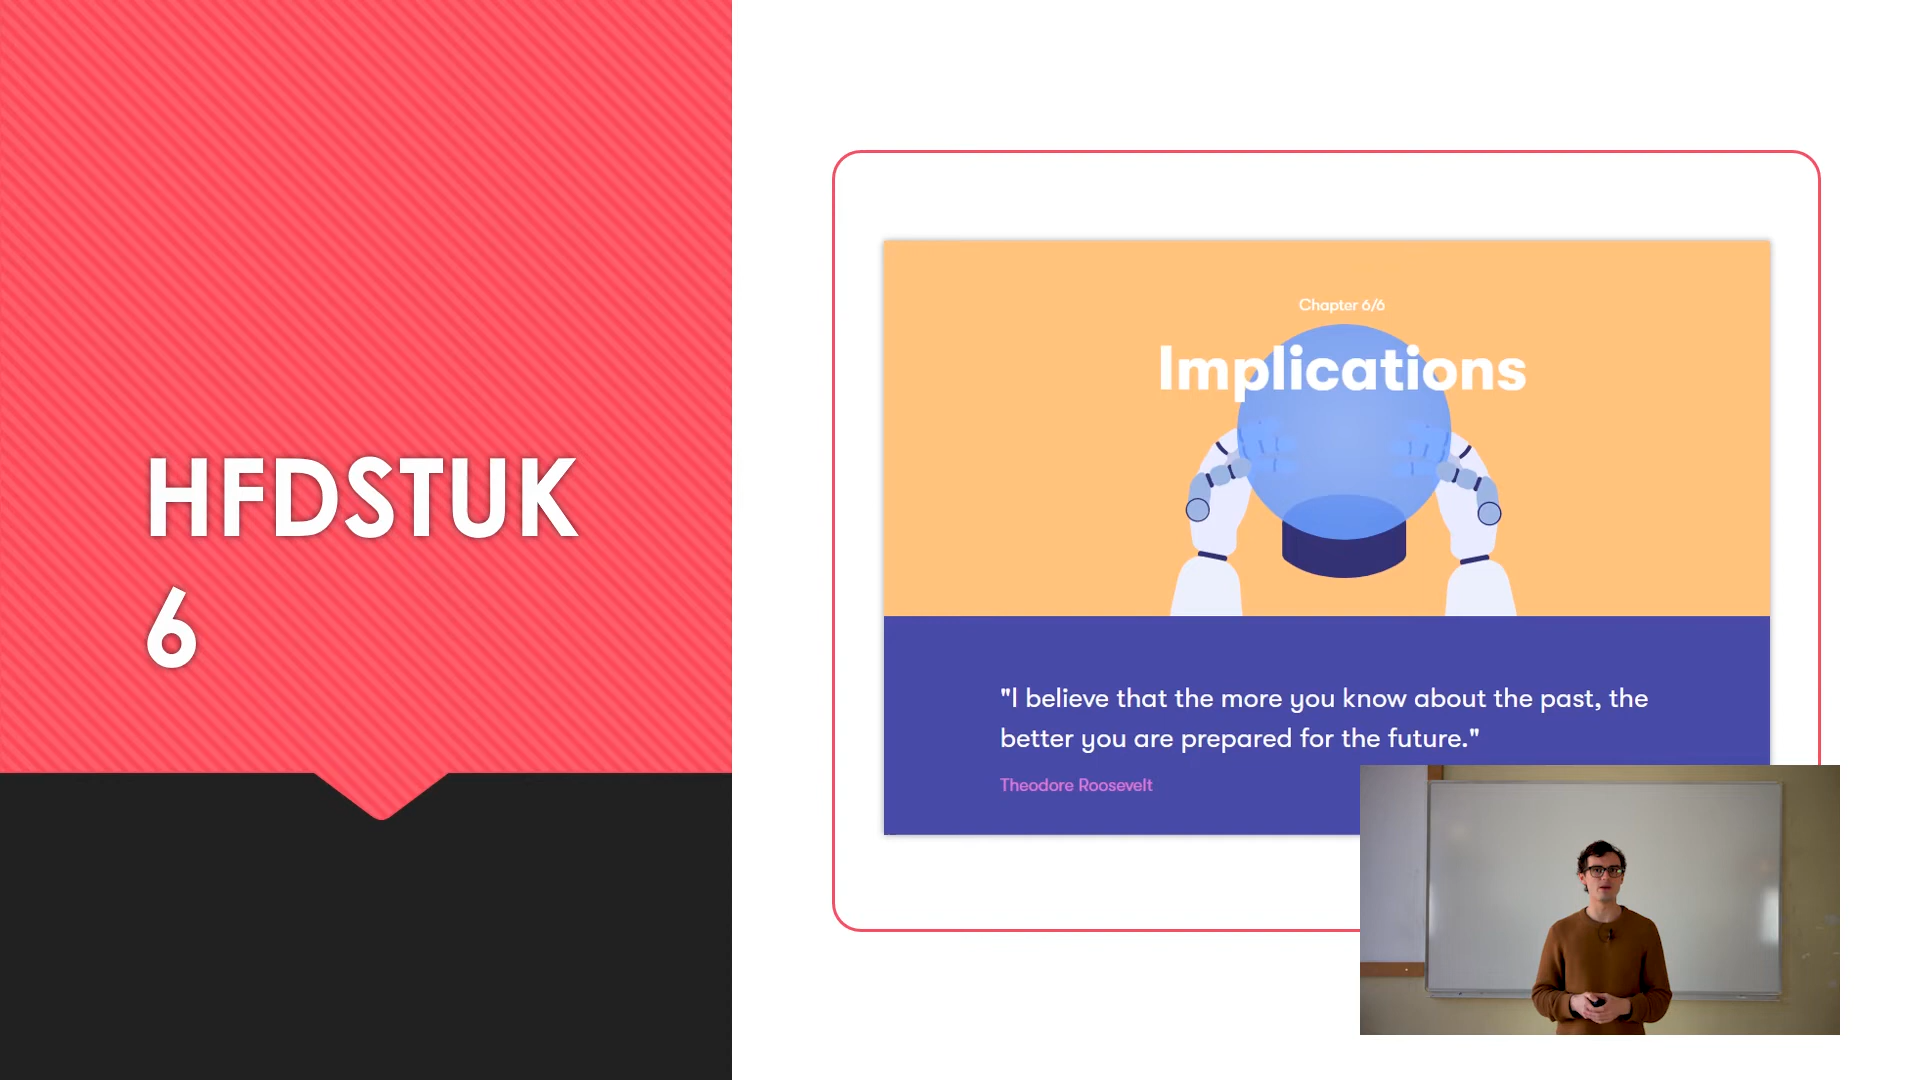 HFDSTUK
6
Chapter 6/6
Implications
"I believe that the more you know about the past, the
better you are prepared for the future."
Theodore Roosevelt